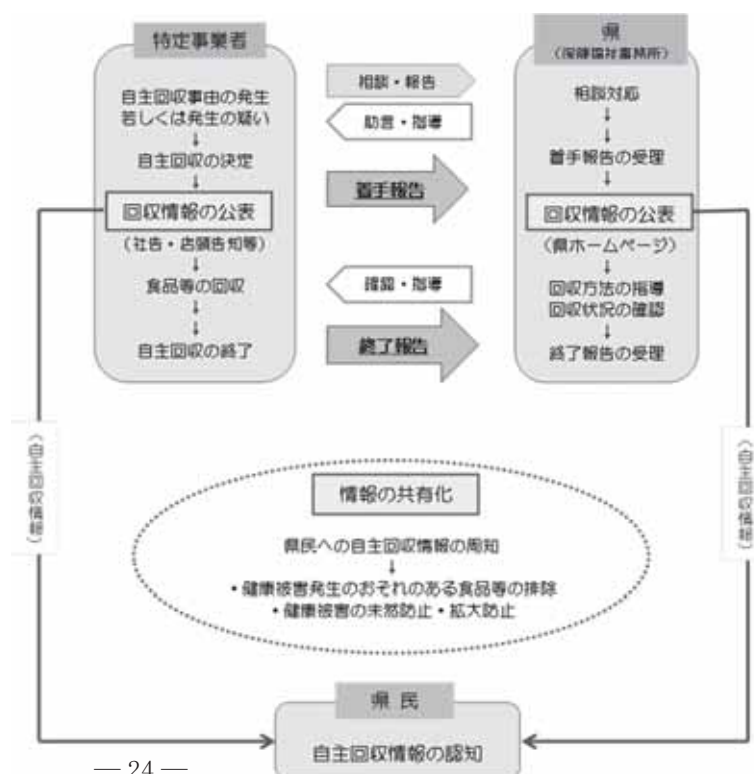 特定事業者
自主回収事由の発生
若しくは発生の疑い
↓
自主回収の決定
↓
回収情報の公表
(社告・店頭告知等)
↓
食品等の回収
↓
↓
自主回収の終了
相談・報告
助言・指導
着手報告
確認・指導
終了報告
県
(保健福祉事務所)
相談対応
↓
↓
着手報告の受理
↓
回収情報の公表
(県ホームページ)
↓
回収方法の指導
回収状況の確認
↓
終了報告の受理
〈自主回収情報〉
〈自主回収情報〉
情報の共有化
県民への自主回収情報の周知
↓
・健康被害発生のおそれのある食品等の排除
・健康被害の未然防止・拡大防止
県民
自主回収情報の認知
— 24 —